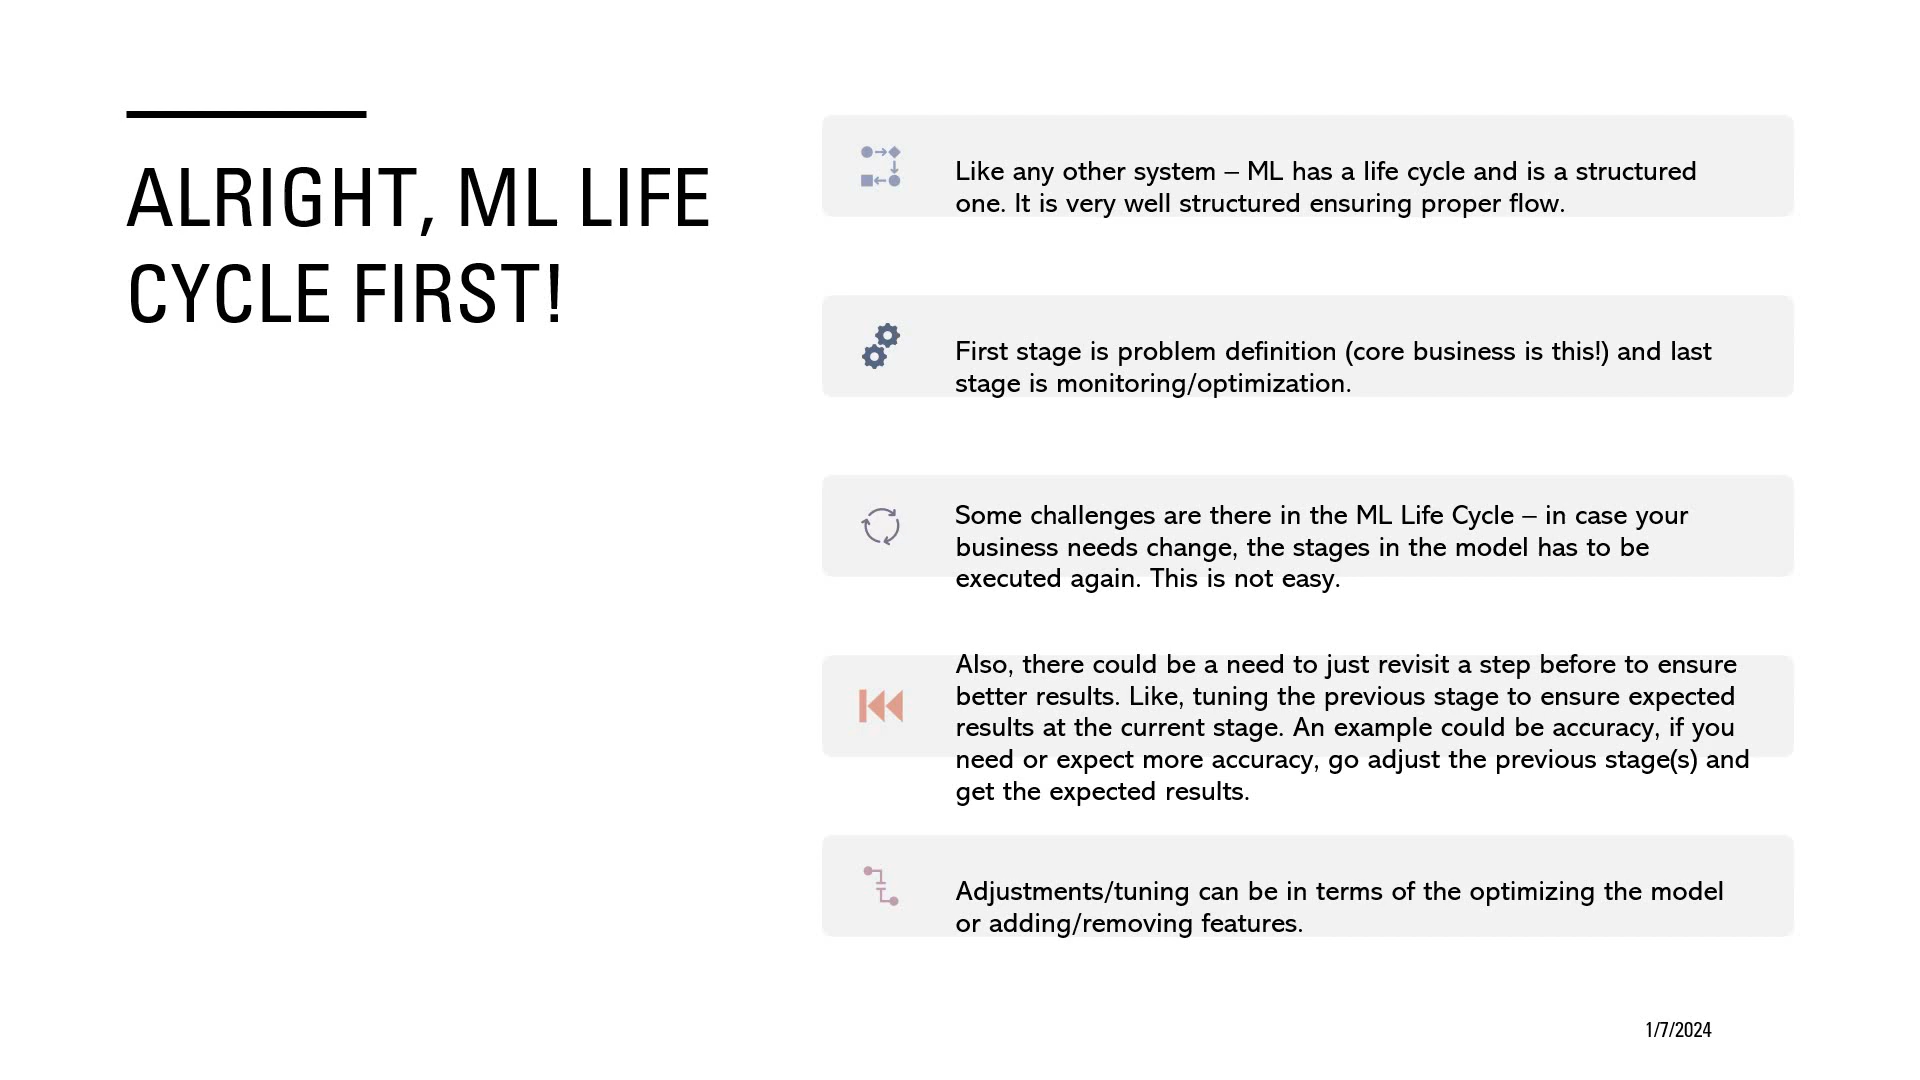 ALRIGHT, ML LIFE
CYCLE FIRST!
Like any other system – ML has a life cycle and is a structured
one. It is very well structured ensuring proper flow.
First stage is problem definition (core business is this!) and last
stage is monitoring/optimization.
Some challenges are there in the ML Life Cycle – in case your
business needs change, the stages in the model has to be
executed again. This is not easy.
Also, there could be a need to just revisit a step before to ensure
better results. Like, tuning the previous stage to ensure expected
results at the current stage. An example could be accuracy, if you
need or expect more accuracy, go adjust the previous stage(s) and
get the expected results.
Adjustments/tuning can be in terms of the optimizing the model
or adding/removing features.
1/7/2024